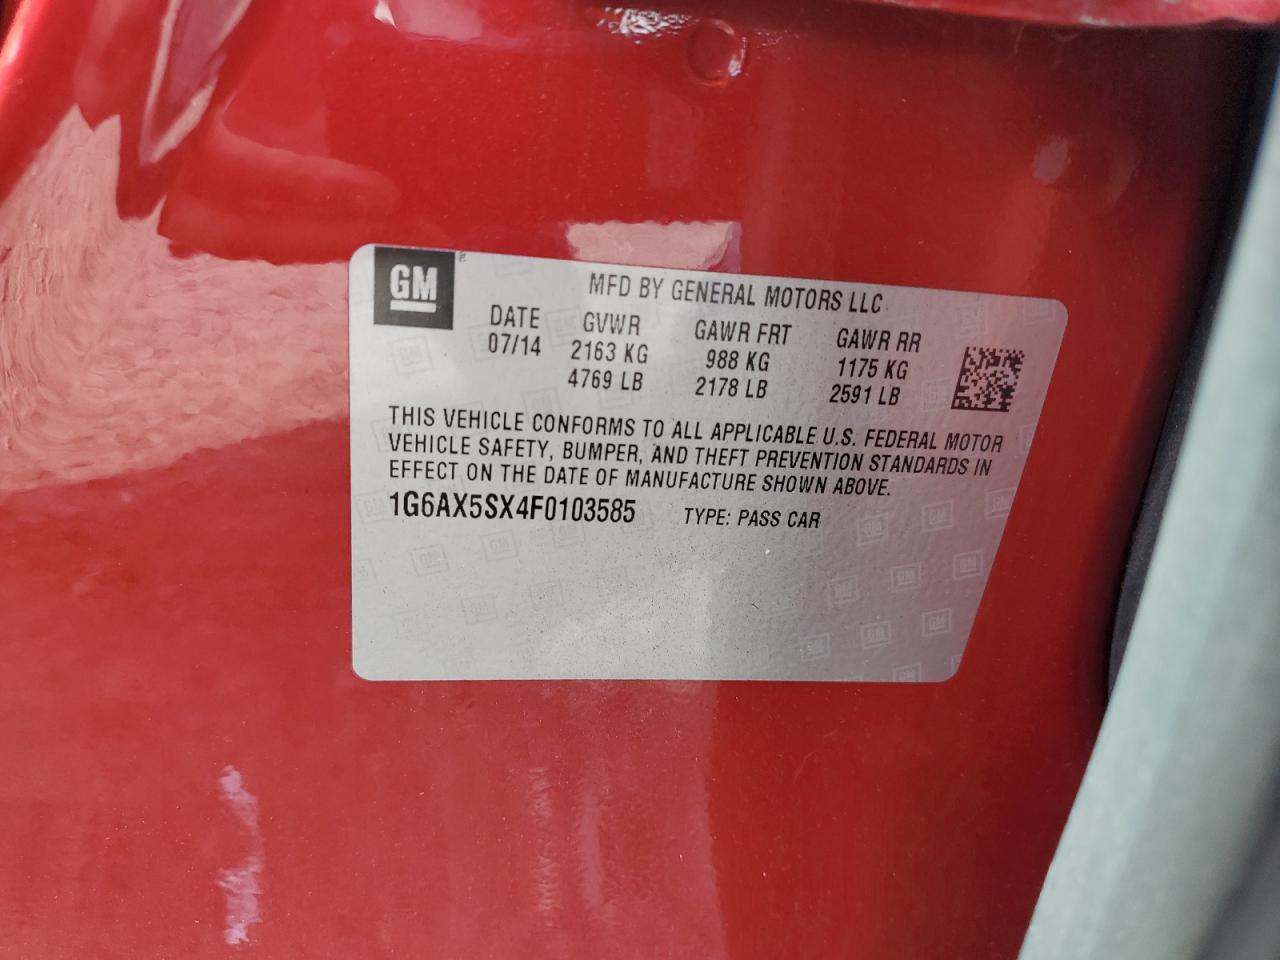 GM
MFD BY GENERAL MOTORS LLC
DATE GVWR GAWR FRT GAWR RR
07/14 2163 KG 988 KG 1175 KG
4769 LB 2178 LB 2591 LB
THIS VEHICLE CONFORMS TO ALL APPLICABLE U.S. FEDERAL MOTOR
VEHICLE SAFETY, BUMPER, AND THEFT PREVENTION STANDARDS IN
EFFECT ON THE DATE OF MANUFACTURE SHOWN ABOVE.
1G6AX5SX4F0103585 TYPE: PASS CAR